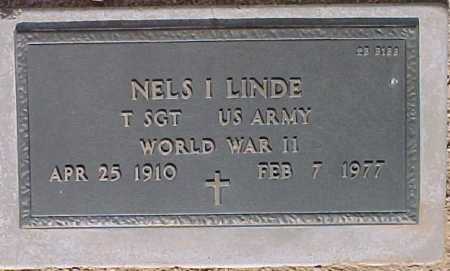 NELS I LINDE
T SGT US ARMY
WORLD WAR II
APR 25 1910 FEB 7 1977